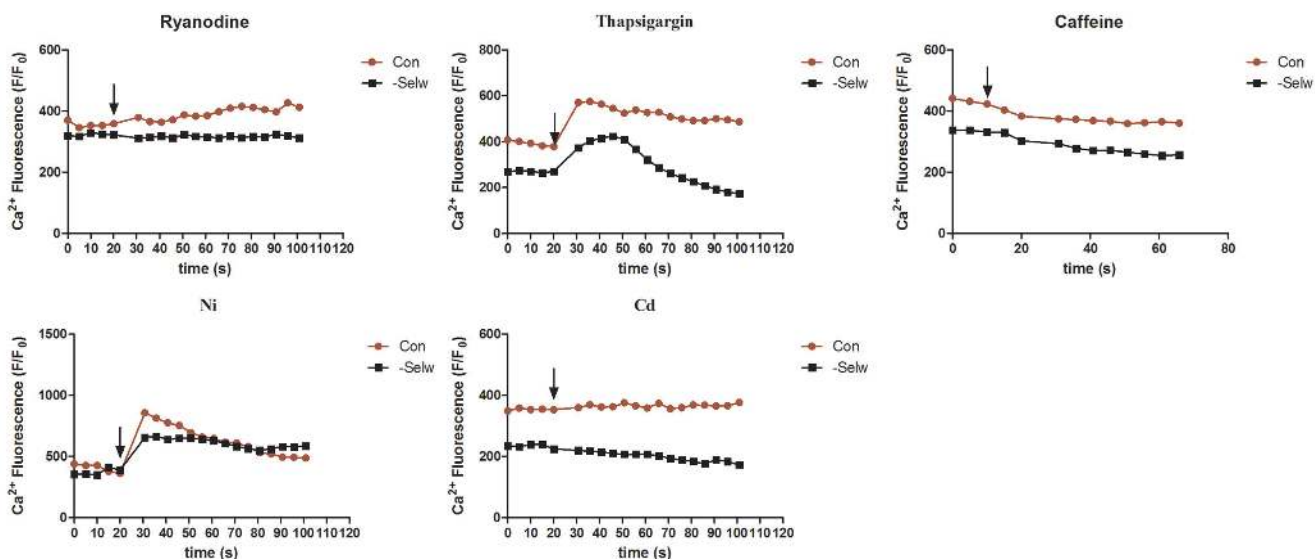 Ryanodine
Ca²⁺ Fluorescence (F/F₀)
600
400
200
0
0 10 20 30 40 50 60 70 80 90 100 110 120
time (s)
Con
-Selw
Thapsigargin
Ca²⁺ Fluorescence (F/F₀)
800
600
400
200
0
0 10 20 30 40 50 60 70 80 90 100 110 120
time (s)
Con
-Selw
Caffeine
Ca²⁺ Fluorescence (F/F₀)
600
400
200
0
0 20 40 60 80
time (s)
Con
-Selw
Ni
Ca²⁺ Fluorescence (F/F₀)
1500
1000
500
0
0 10 20 30 40 50 60 70 80 90 100 110 120
time (s)
Con
-Selw
Cd
Ca²⁺ Fluorescence (F/F₀)
600
400
200
0
0 10 20 30 40 50 60 70 80 90 100 110 120
time (s)
Con
-Selw